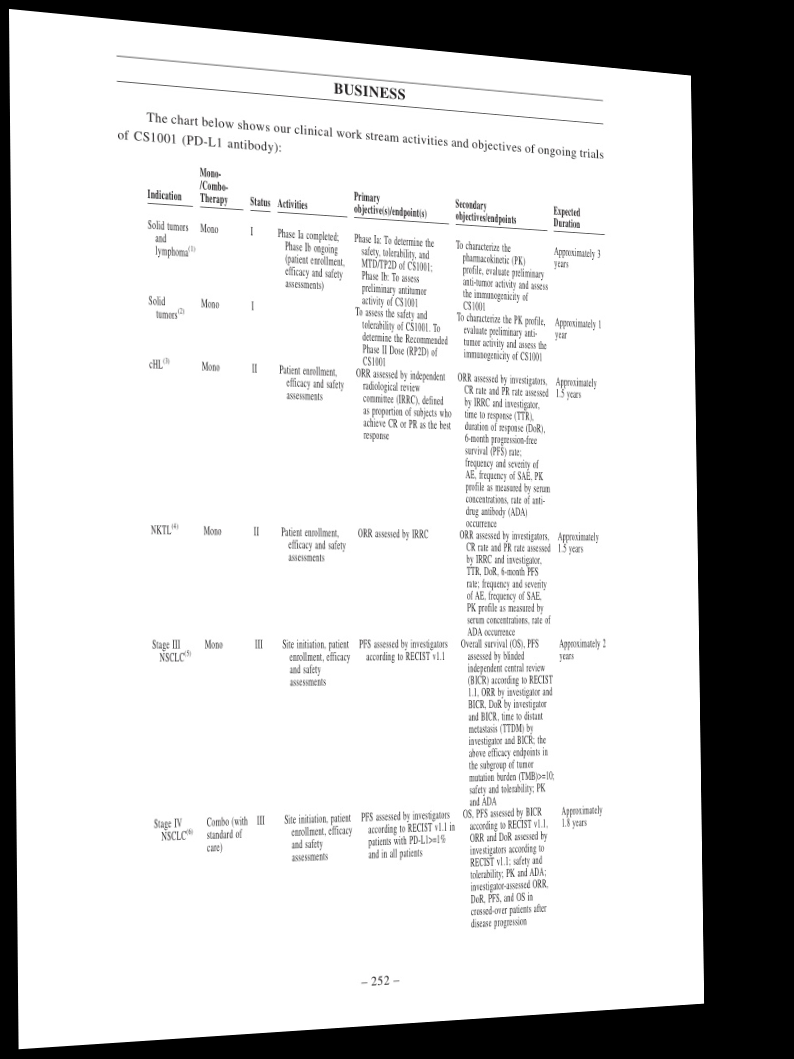 BUSINESS
The chart below shows our clinical work stream activities and objectives of ongoing trials
of CS1001 (PD-L1 antibody):
Indication
Mono-
/Combo-
Therapy
Status
Activities
Primary
objective(s)/endpoint(s)
Secondary
objectives/endpoints
Expected
Duration
Solid tumors
and
lymphoma(1)
Mono
I
Phase Ia completed;
Phase Ib ongoing
(patient enrollment,
efficacy and safety
assessments)
Phase Ia: To determine the
safety, tolerability, and
MTD/TP2D of CS1001;
Phase Ib: To assess
preliminary antitumor
activity of CS1001
To characterize the
pharmacokinetic (PK)
profile, evaluate preliminary
anti-tumor activity and assess
the immunogenicity of
CS1001
Approximately 3
years
Solid
tumors(2)
Mono
I
To assess the safety and
tolerability of CS1001. To
determine the Recommended
Phase II Dose (RP2D) of
CS1001
To characterize the PK profile,
evaluate preliminary anti-
tumor activity and assess the
immunogenicity of CS1001
Approximately 1
year
cHL(3)
Mono
II
Patient enrollment,
efficacy and safety
assessments
ORR assessed by independent
radiological review
committee (IRRC), defined
as proportion of subjects who
achieve CR or PR as the best
response
ORR assessed by investigators,
CR rate and PR rate assessed
by IRRC and investigator,
time to response (TTR),
duration of response (DoR),
6-month progression-free
survival (PFS) rate;
frequency and severity of
AE, frequency of SAE, PK
profile as measured by serum
concentrations, rate of anti-
drug antibody (ADA)
occurrence
Approximately
1.5 years
NKTL(4)
Mono
II
Patient enrollment,
efficacy and safety
assessments
ORR assessed by IRRC
ORR assessed by investigators,
CR rate and PR rate assessed
by IRRC and investigator,
TTR, DoR, 6-month PFS
rate; frequency and severity
of AE, frequency of SAE,
PK profile as measured by
serum concentrations, rate of
ADA occurrence
Approximately
1.5 years
Stage III
NSCLC(5)
Mono
III
Site initiation, patient
enrollment, efficacy
and safety
assessments
PFS assessed by investigators
according to RECIST v1.1
Overall survival (OS), PFS
assessed by blinded
independent central review
(BICR) according to RECIST
1.1, ORR by investigator and
BICR, DoR by investigator
and BICR, time to distant
metastasis (TTDM) by
investigator and BICR; the
above efficacy endpoints in
the subgroup of tumor
mutation burden (TMB)>=10;
safety and tolerability; PK
and ADA
Approximately 2
years
Stage IV
NSCLC(6)
Combo (with
standard of
care)
III
Site initiation, patient
enrollment, efficacy
and safety
assessments
PFS assessed by investigators
according to RECIST v1.1 in
patients with PD-L1>=1%
and in all patients
OS, PFS assessed by BICR
according to RECIST v1.1,
ORR and DoR assessed by
investigators according to
RECIST v1.1; safety and
tolerability; PK and ADA;
investigator-assessed ORR,
DoR, PFS, and OS in
crossed-over patients after
disease progression
Approximately
1.8 years
– 252 –